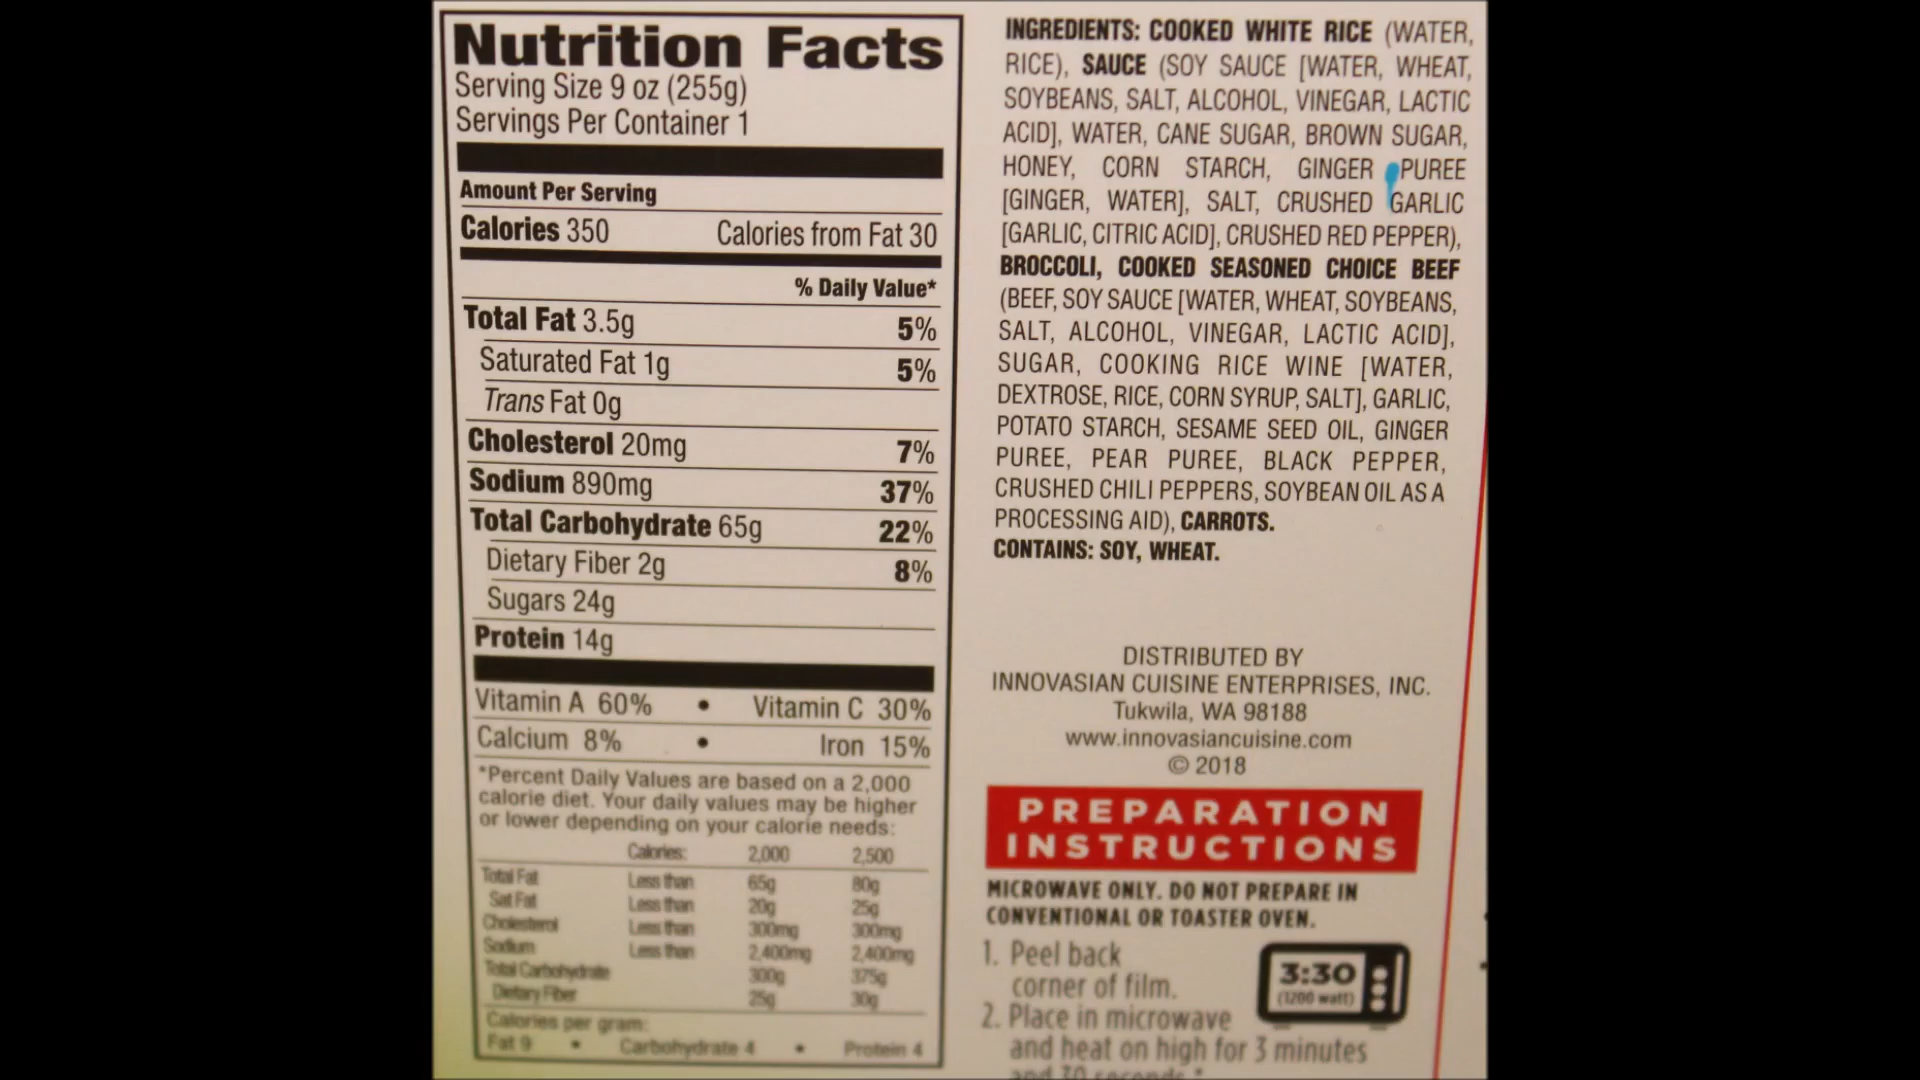 Nutrition Facts
Serving Size 9 oz (255g)
Servings Per Container 1
Amount Per Serving
Calories 350 Calories from Fat 30
% Daily Value*
Total Fat 3.5g 5%
Saturated Fat 1g 5%
Trans Fat 0g
Cholesterol 20mg 7%
Sodium 890mg 37%
Total Carbohydrate 65g 22%
Dietary Fiber 2g 8%
Sugars 24g
Protein 14g
Vitamin A 60% • Vitamin C 30%
Calcium 8% • Iron 15%
*Percent Daily Values are based on a 2,000
calorie diet. Your daily values may be higher
or lower depending on your calorie needs:
Calories: 2,000 2,500
Total Fat Less than 65g 80g
Sat Fat Less than 20g 25g
Cholesterol Less than 300mg 300mg
Sodium Less than 2,400mg 2,400mg
Total Carbohydrate 300g 375g
Dietary Fiber 25g 30g
Calories per gram:
Fat 9 • Carbohydrate 4 • Protein 4
INGREDIENTS: COOKED WHITE RICE (WATER,
RICE), SAUCE (SOY SAUCE [WATER, WHEAT,
SOYBEANS, SALT, ALCOHOL, VINEGAR, LACTIC
ACID], WATER, CANE SUGAR, BROWN SUGAR,
HONEY, CORN STARCH, GINGER PUREE
[GINGER, WATER], SALT, CRUSHED GARLIC
[GARLIC, CITRIC ACID], CRUSHED RED PEPPER),
BROCCOLI, COOKED SEASONED CHOICE BEEF
(BEEF, SOY SAUCE [WATER, WHEAT, SOYBEANS,
SALT, ALCOHOL, VINEGAR, LACTIC ACID],
SUGAR, COOKING RICE WINE [WATER,
DEXTROSE, RICE, CORN SYRUP, SALT], GARLIC,
POTATO STARCH, SESAME SEED OIL, GINGER
PUREE, PEAR PUREE, BLACK PEPPER,
CRUSHED CHILI PEPPERS, SOYBEAN OIL AS A
PROCESSING AID), CARROTS.
CONTAINS: SOY, WHEAT.
DISTRIBUTED BY
INNOVASIAN CUISINE ENTERPRISES, INC.
Tukwila, WA 98188
www.innovasiancuisine.com
© 2018
PREPARATION
INSTRUCTIONS
MICROWAVE ONLY. DO NOT PREPARE IN
CONVENTIONAL OR TOASTER OVEN.
1. Peel back
corner of film.
3:30
(1200 watt)
2. Place in microwave
and heat on high for 3 minutes
and 30 seconds.*